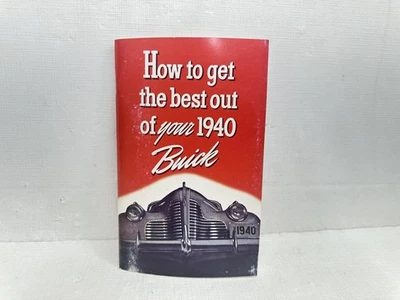 How to get
the best out
of your 1940
Buick
1940